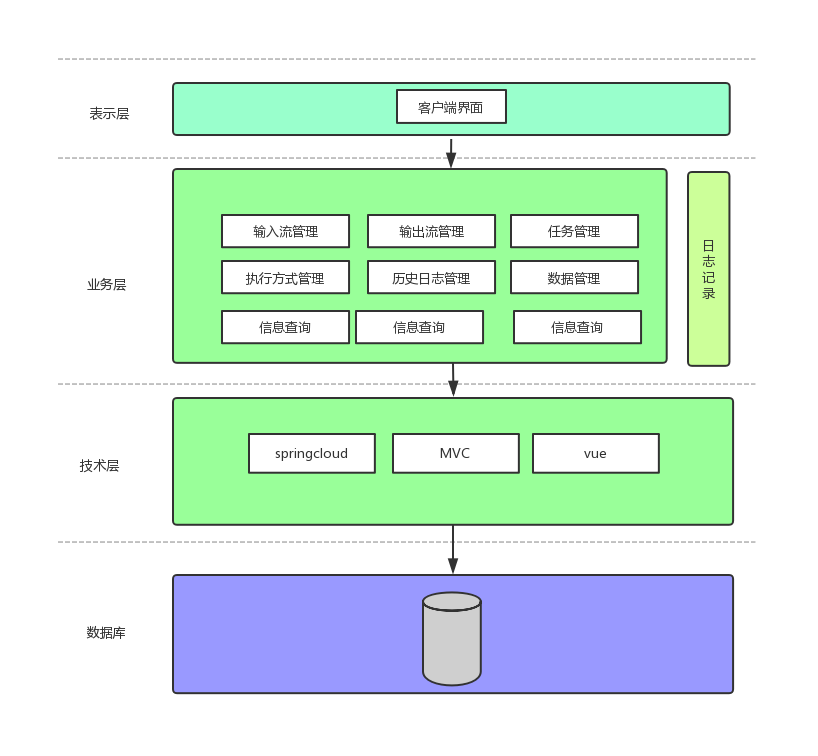 表示层
客户端界面
业务层
输入流管理
输出流管理
任务管理
执行方式管理
历史日志管理
数据管理
信息查询
信息查询
信息查询
日志记录
技术层
springcloud
MVC
vue
数据库